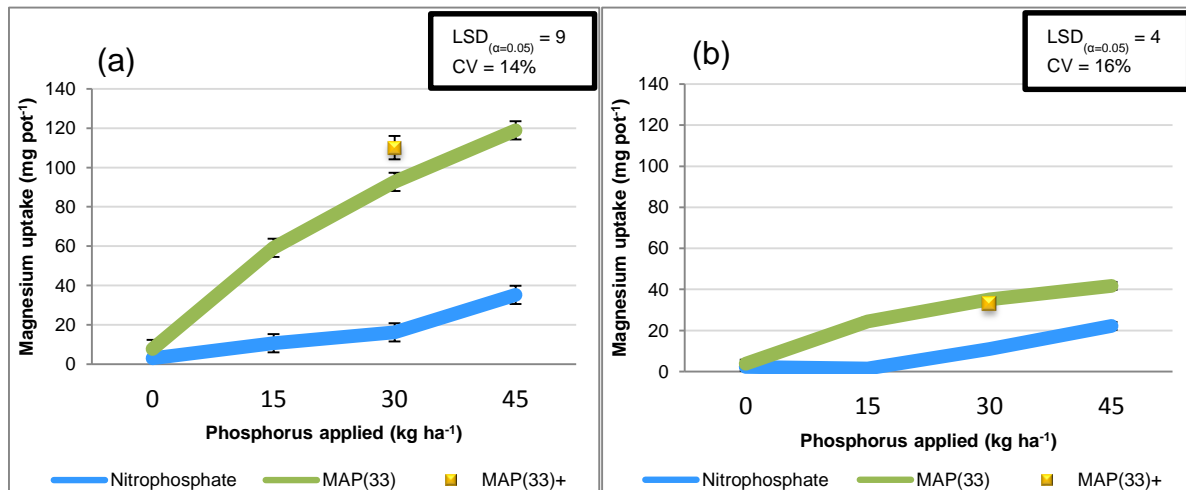 (a)
LSD(α=0.05) = 9
CV = 14%
Magnesium uptake (mg pot-1)
140
120
100
80
60
40
20
0
0 15 30 45
Phosphorus applied (kg ha-1)
Nitrophosphate MAP(33) MAP(33)+
(b)
LSD(α=0.05) = 4
CV = 16%
Magnesium uptake (mg pot-1)
140
120
100
80
60
40
20
0
0 15 30 45
Phosphorus applied (kg ha-1)
Nitrophosphate MAP(33) MAP(33)+